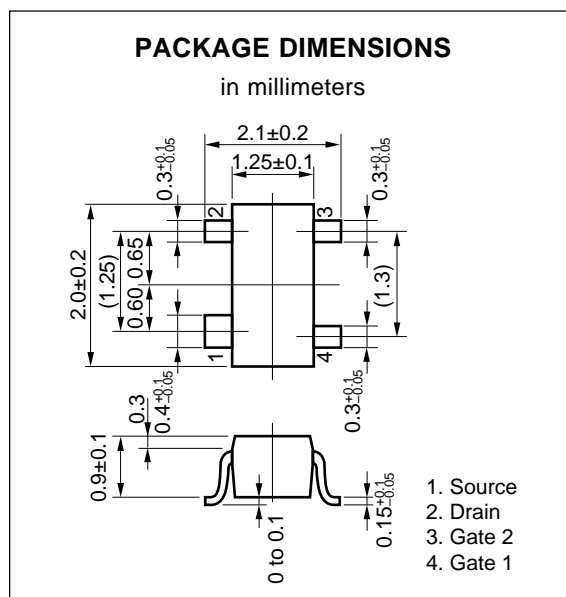 PACKAGE DIMENSIONS
in millimeters
2.1±0.2
1.25±0.1
0.3+0.1−0.05
0.3+0.1−0.05
2
3
2.0±0.2
(1.25)
0.65
0.60
(1.3)
1
4
0.4+0.1−0.05
0.3+0.1−0.05
0.3
0.9±0.1
0 to 0.1
0.15+0.1−0.05
1. Source
2. Drain
3. Gate 2
4. Gate 1